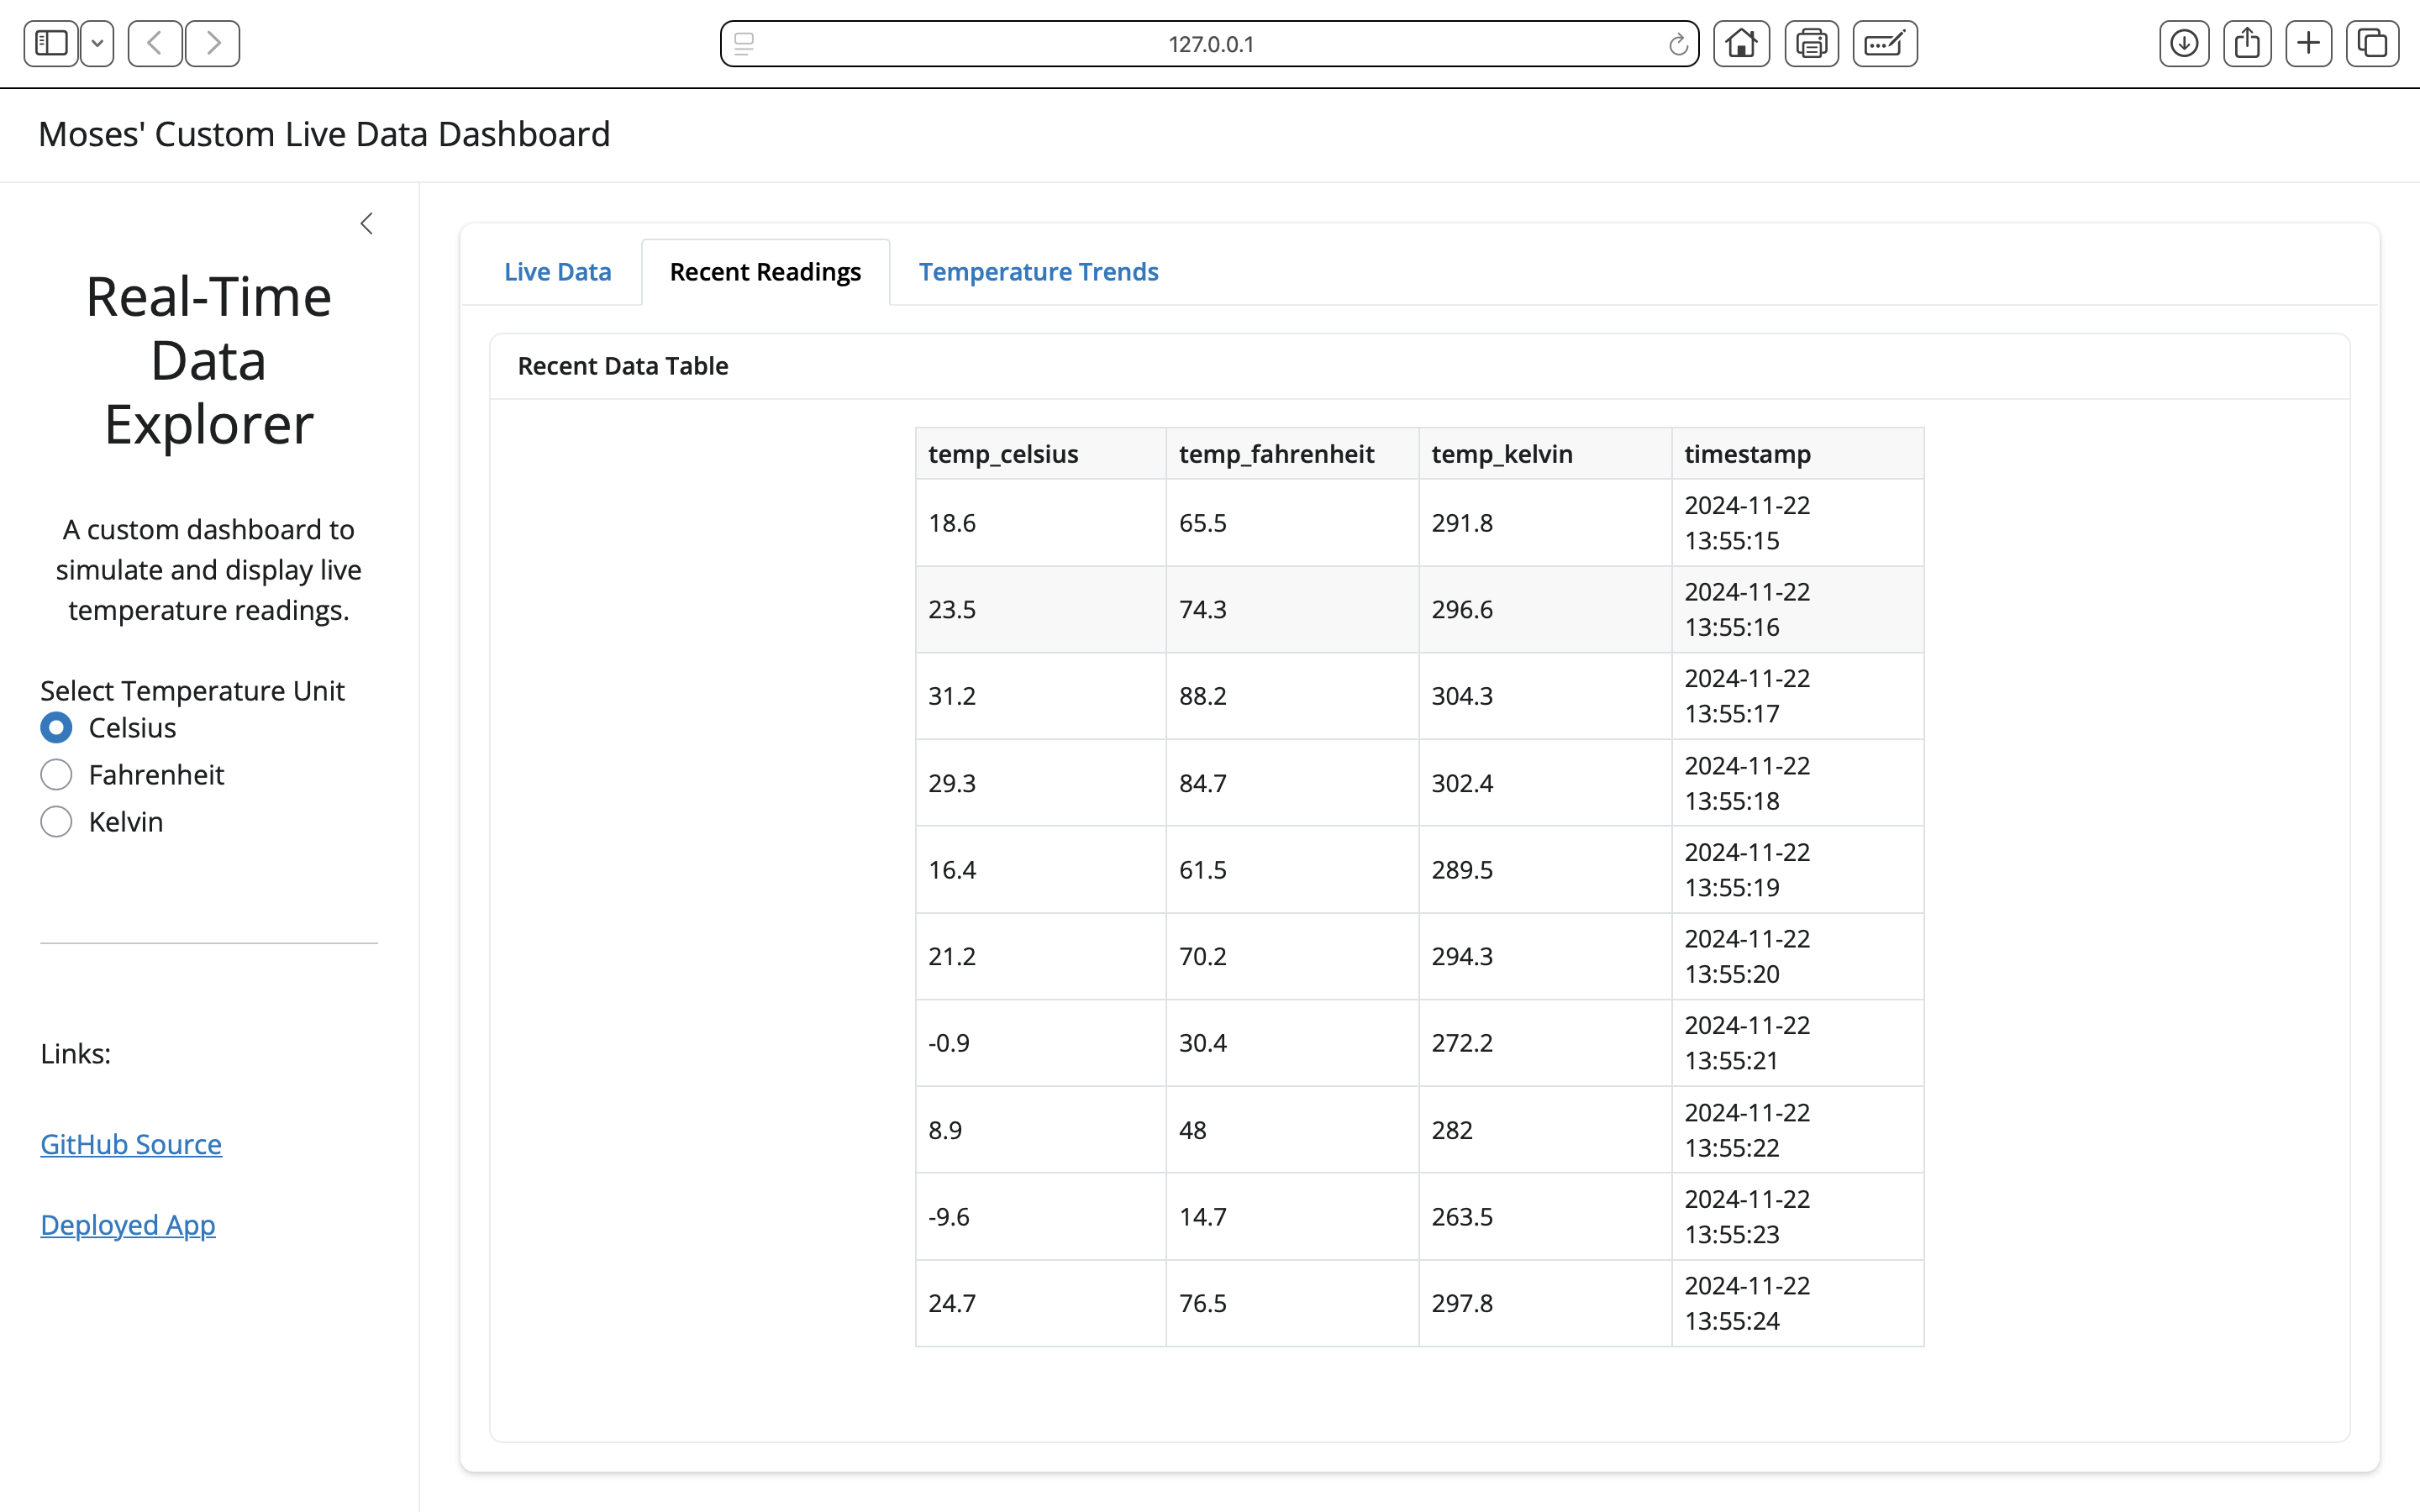 127.0.0.1
Moses' Custom Live Data Dashboard
Real-Time
Data
Explorer
A custom dashboard to
simulate and display live
temperature readings.
Select Temperature Unit
Celsius
Fahrenheit
Kelvin
Links:
GitHub Source
Deployed App
Live Data Recent Readings Temperature Trends
Recent Data Table
temp_celsius temp_fahrenheit temp_kelvin timestamp
18.6 65.5 291.8 2024-11-22
13:55:15
23.5 74.3 296.6 2024-11-22
13:55:16
31.2 88.2 304.3 2024-11-22
13:55:17
29.3 84.7 302.4 2024-11-22
13:55:18
16.4 61.5 289.5 2024-11-22
13:55:19
21.2 70.2 294.3 2024-11-22
13:55:20
-0.9 30.4 272.2 2024-11-22
13:55:21
8.9 48 282 2024-11-22
13:55:22
-9.6 14.7 263.5 2024-11-22
13:55:23
24.7 76.5 297.8 2024-11-22
13:55:24